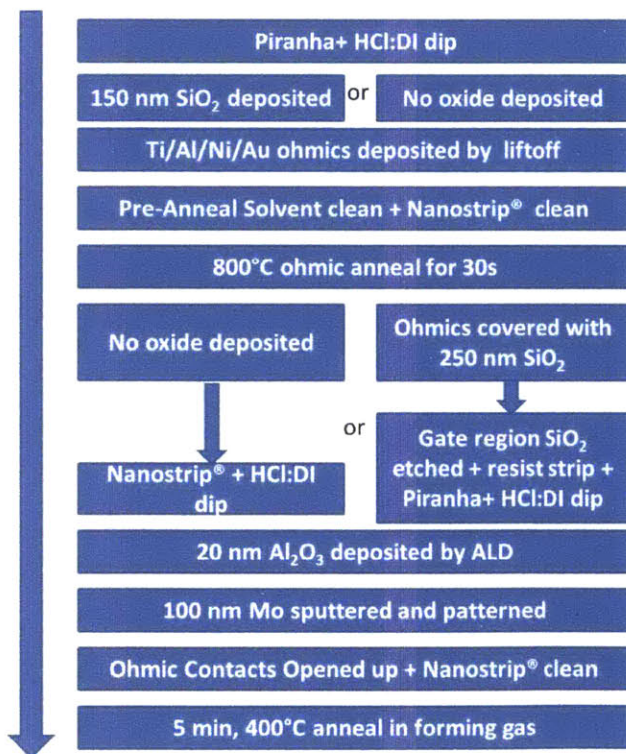 Piranha+ HCl:DI dip
150 nm SiO₂ deposited
or
No oxide deposited
Ti/Al/Ni/Au ohmics deposited by liftoff
Pre-Anneal Solvent clean + Nanostrip® clean
800°C ohmic anneal for 30s
No oxide deposited
Ohmics covered with
250 nm SiO₂
or
Nanostrip® + HCl:DI
dip
Gate region SiO₂
etched + resist strip +
Piranha+ HCl:DI dip
20 nm Al₂O₃ deposited by ALD
100 nm Mo sputtered and patterned
Ohmic Contacts Opened up + Nanostrip® clean
5 min, 400°C anneal in forming gas